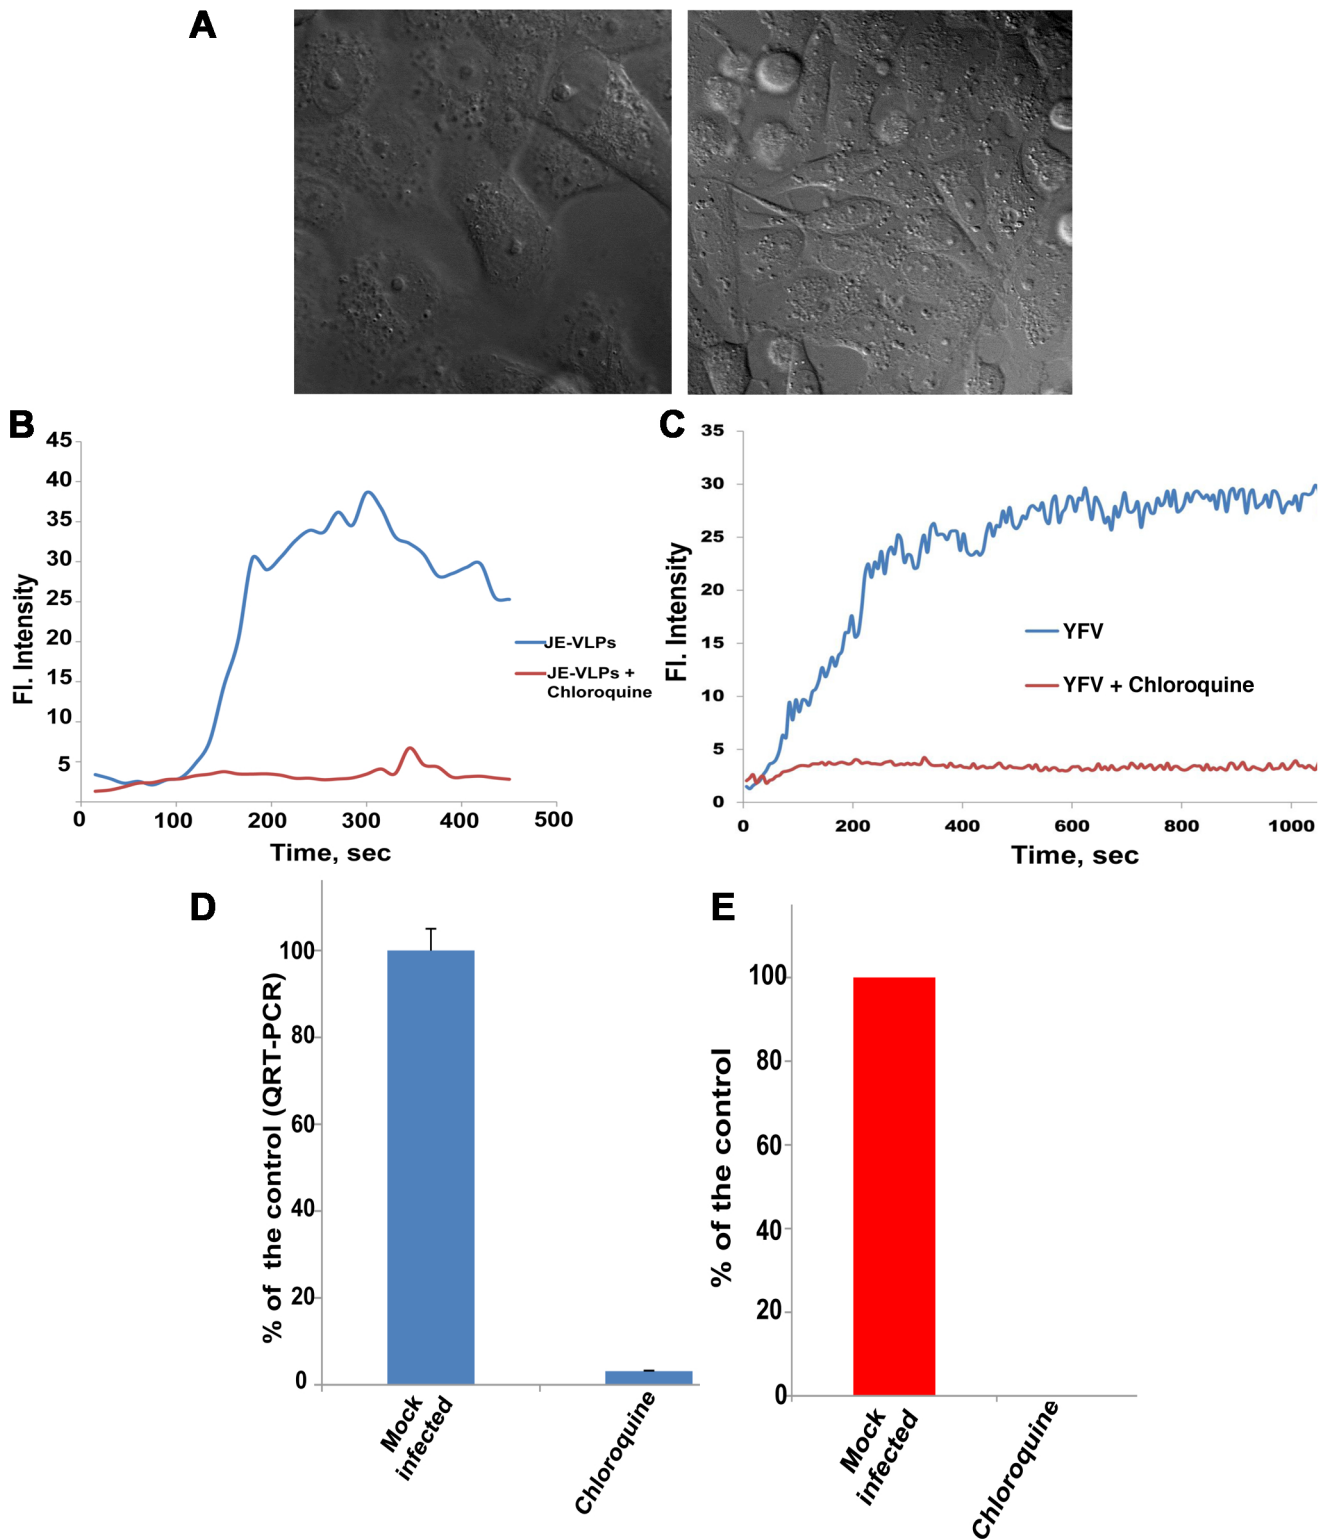 A
B
45
40
35
30
25
20
15
10
5
0
100
200
300
400
500
Fl. Intensity
Time, sec
JE-VLPs
JE-VLPs +
Chloroquine
C
35
30
25
20
15
10
5
0
0
200
400
600
800
1000
Fl. Intensity
Time, sec
YFV
YFV + Chloroquine
D
100
80
60
40
20
0
% of the control (QRT-PCR)
Mock
infected
Chloroquine
E
100
80
60
40
20
0
% of the control
Mock
infected
Chloroquine